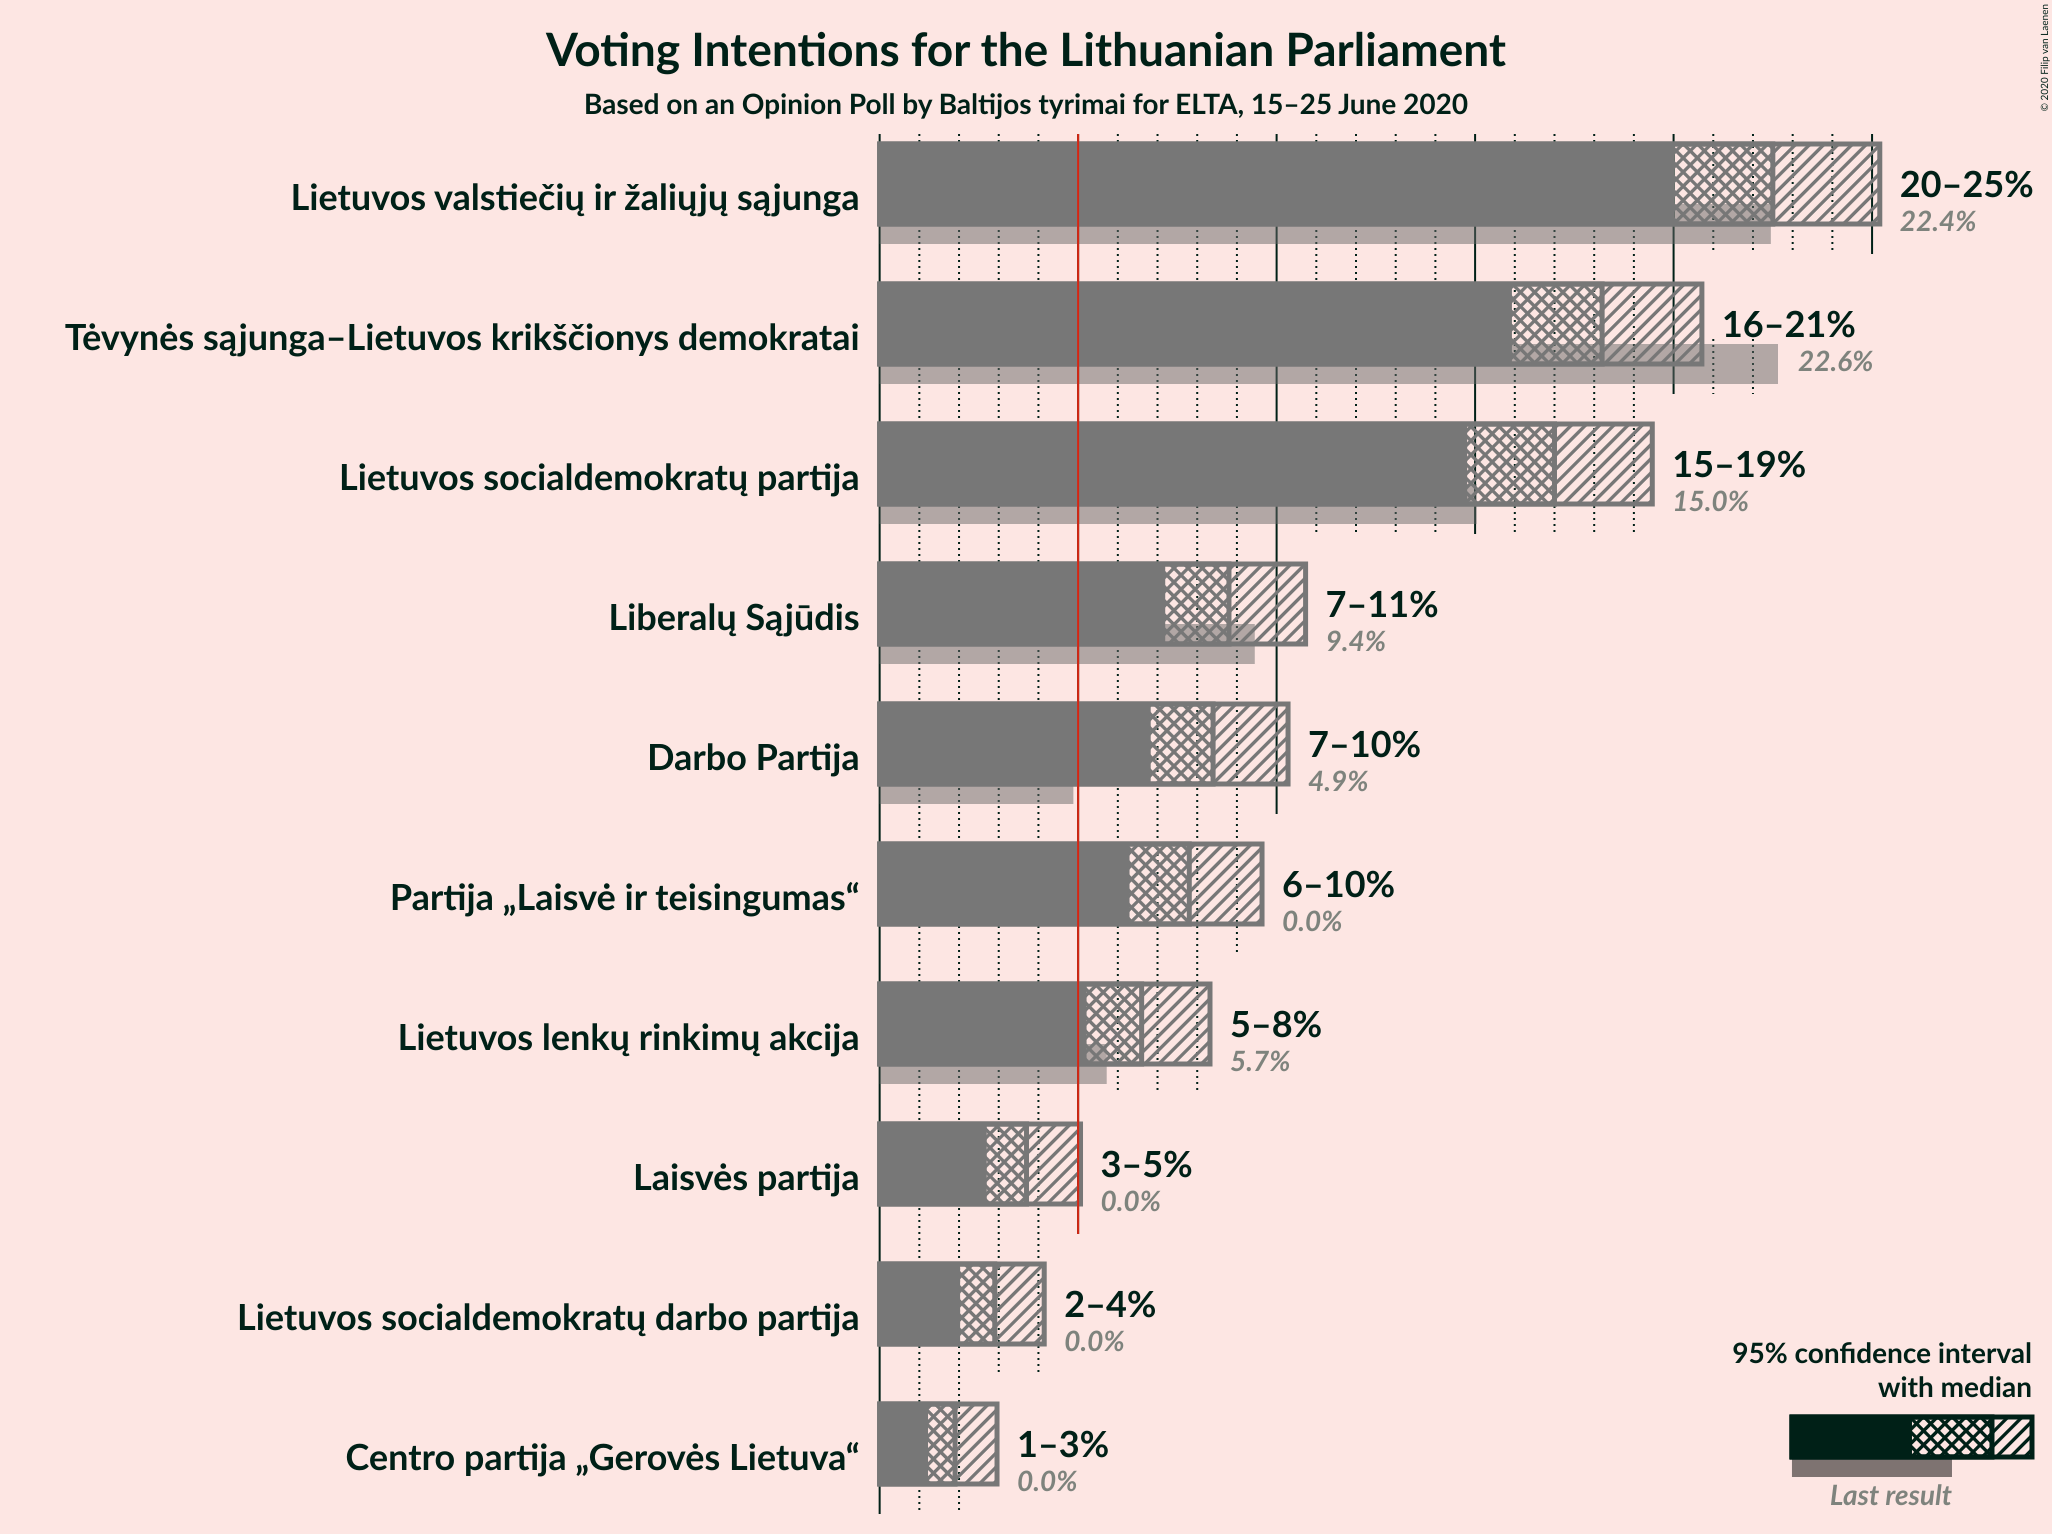 Voting Intentions for the Lithuanian Parliament
Based on an Opinion Poll by Baltijos tyrimai for ELTA, 15–25 June 2020
© 2020 Filip van Laenen
Lietuvos valstiečių ir žaliųjų sąjunga
20–25%
22.4%
Tėvynės sąjunga–Lietuvos krikščionys demokratai
16–21%
22.6%
Lietuvos socialdemokratų partija
15–19%
15.0%
Liberalų Sąjūdis
7–11%
9.4%
Darbo Partija
7–10%
4.9%
Partija „Laisvė ir teisingumas“
6–10%
0.0%
Lietuvos lenkų rinkimų akcija
5–8%
5.7%
Laisvės partija
3–5%
0.0%
Lietuvos socialdemokratų darbo partija
2–4%
0.0%
Centro partija „Gerovės Lietuva“
1–3%
0.0%
95% confidence interval
with median
Last result